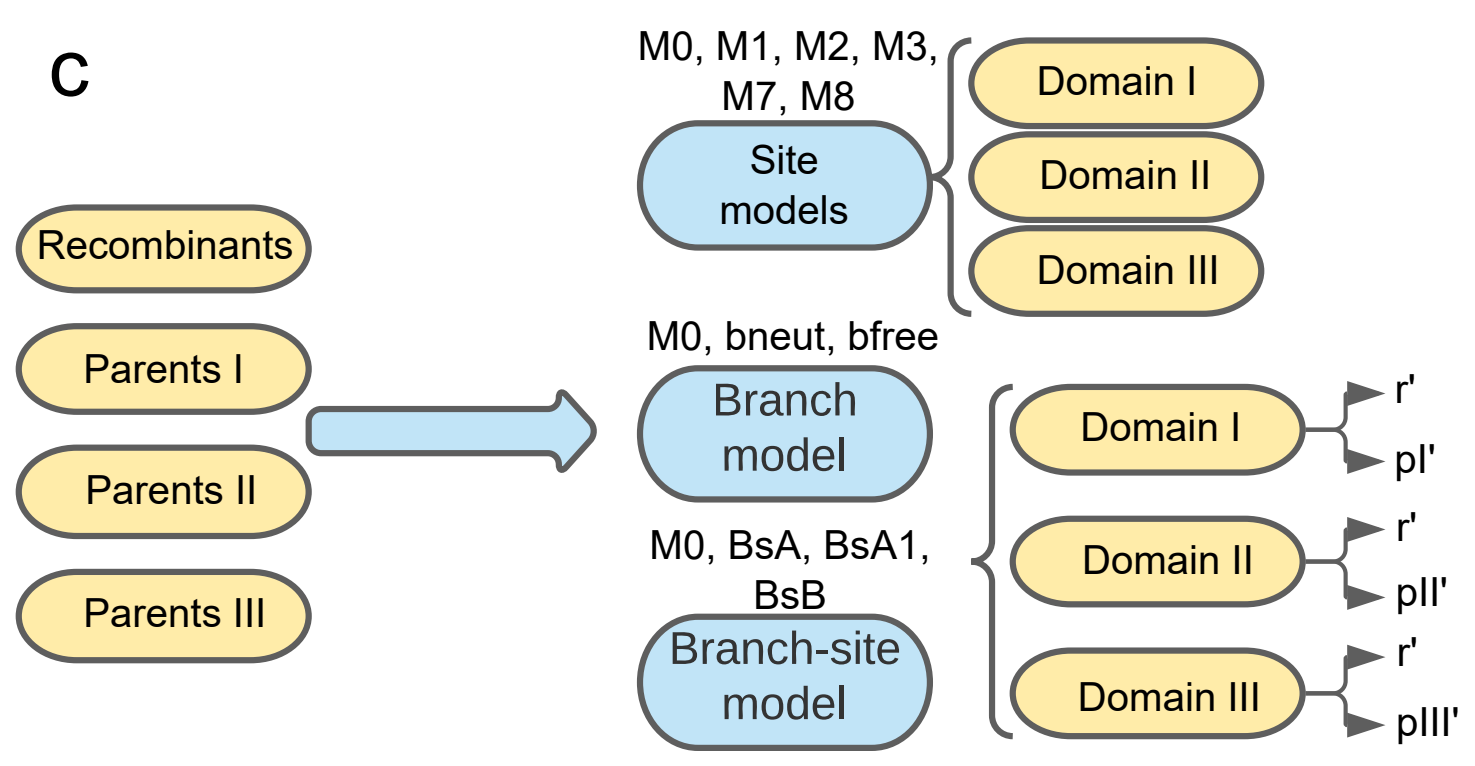 C
Recombinants
Parents I
Parents II
Parents III
M0, M1, M2, M3,
M7, M8
Site
models
Domain I
Domain II
Domain III
M0, bneut, bfree
Branch
model
M0, BsA, BsA1,
BsB
Branch-site
model
Domain I
r'
pI'
Domain II
r'
pII'
Domain III
r'
pIII'